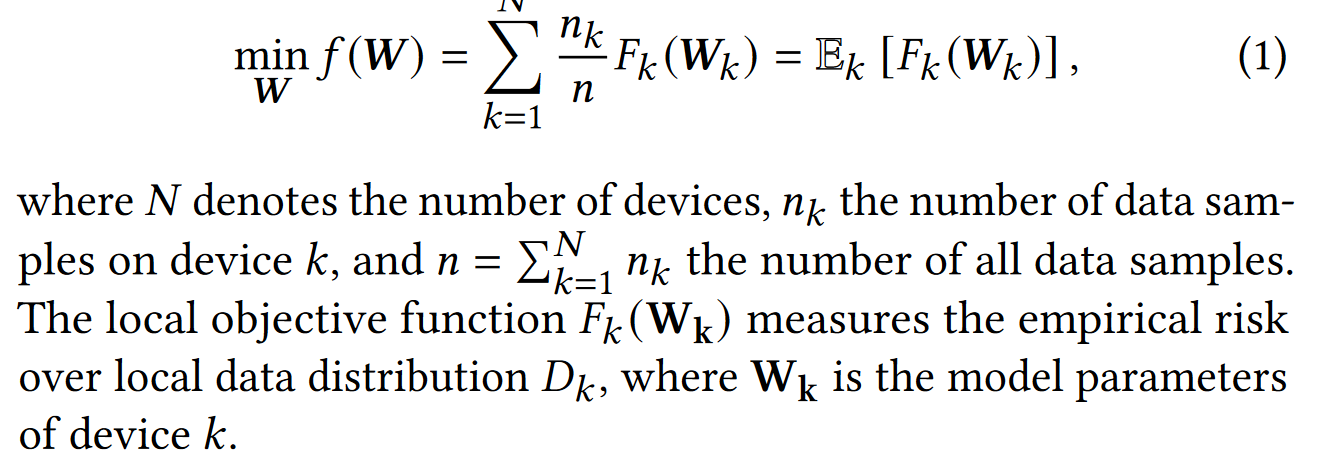 min_W f(W) = ∑_{k=1}^{N} n_k/n F_k(W_k) = 𝔼_k [F_k(W_k)], (1)
where N denotes the number of devices, n_k the number of data sam-
ples on device k, and n = ∑_{k=1}^{N} n_k the number of all data samples.
The local objective function F_k(W_k) measures the empirical risk
over local data distribution D_k, where W_k is the model parameters
of device k.